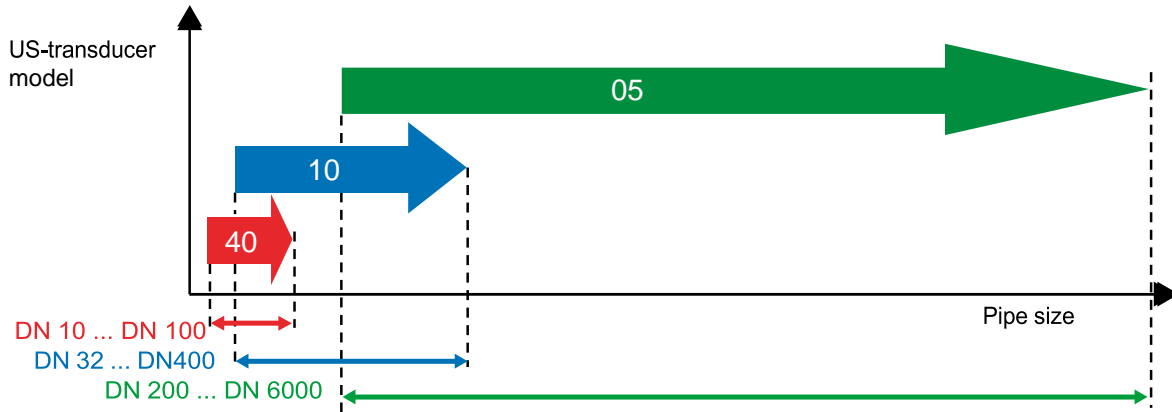 US-transducer
model
05
10
40
Pipe size
DN 10 ... DN 100
DN 32 ... DN400
DN 200 ... DN 6000